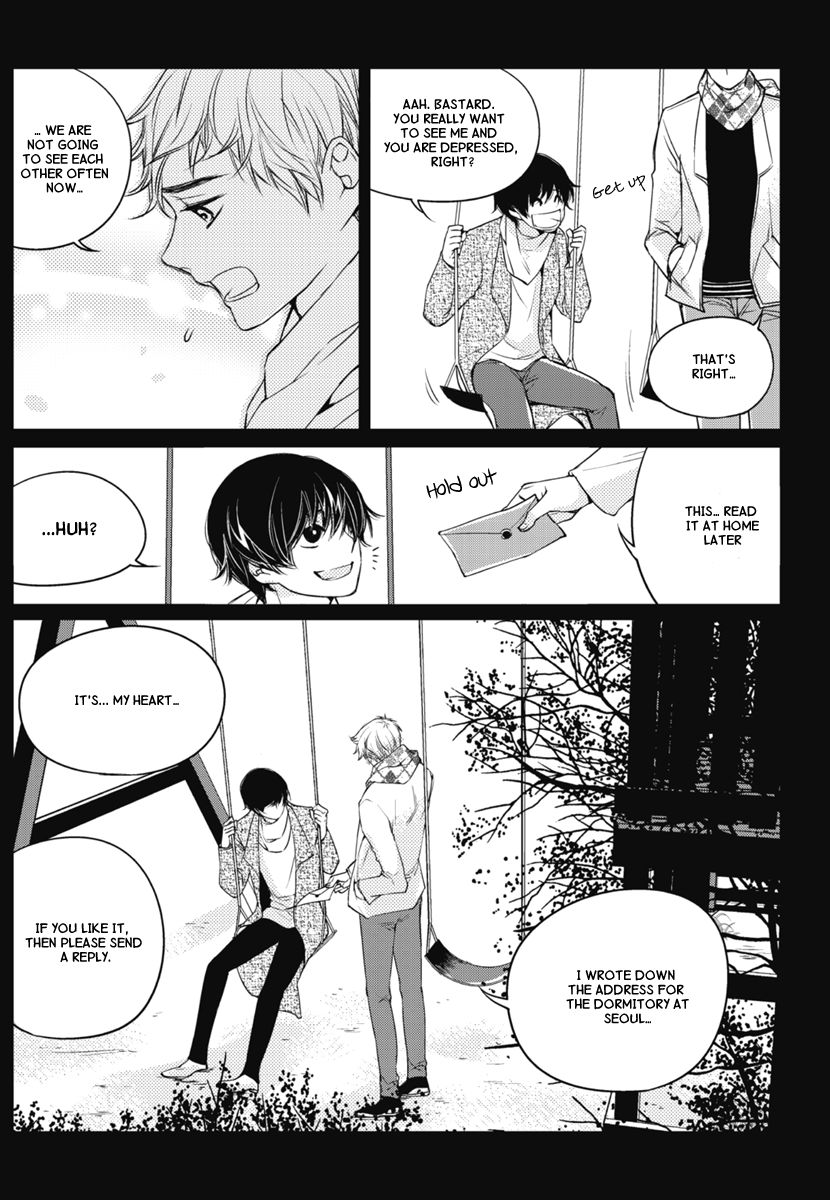 … WE ARE
NOT GOING
TO SEE EACH
OTHER OFTEN
NOW…
AAH. BASTARD.
YOU REALLY WANT
TO SEE ME AND
YOU ARE DEPRESSED,
RIGHT?
Get up
THAT'S
RIGHT…
...HUH?
Hold out
THIS… READ
IT AT HOME
LATER
IT'S... MY HEART…
IF YOU LIKE IT,
THEN PLEASE SEND
A REPLY.
I WROTE DOWN
THE ADDRESS FOR
THE DORMITORY AT
SEOUL…